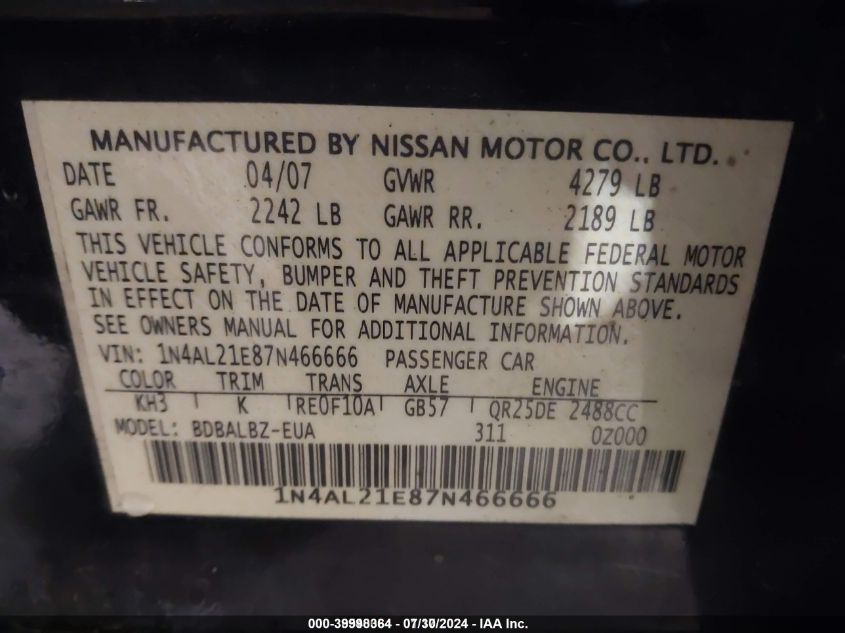 MANUFACTURED BY NISSAN MOTOR CO., LTD.
DATE 04/07 GVWR 4279 LB
GAWR FR. 2242 LB GAWR RR. 2189 LB
THIS VEHICLE CONFORMS TO ALL APPLICABLE FEDERAL MOTOR
VEHICLE SAFETY, BUMPER AND THEFT PREVENTION STANDARDS
IN EFFECT ON THE DATE OF MANUFACTURE SHOWN ABOVE.
SEE OWNERS MANUAL FOR ADDITIONAL INFORMATION.
VIN: 1N4AL21E87N466666 PASSENGER CAR
COLOR TRIM TRANS AXLE ENGINE
KH3 K RE0F10A GB57 QR25DE 2488CC
MODEL: BDBALBZ-EUA 311 0Z000
1N4AL21E87N466666
000-39998364 - 07/30/2024 - IAA Inc.